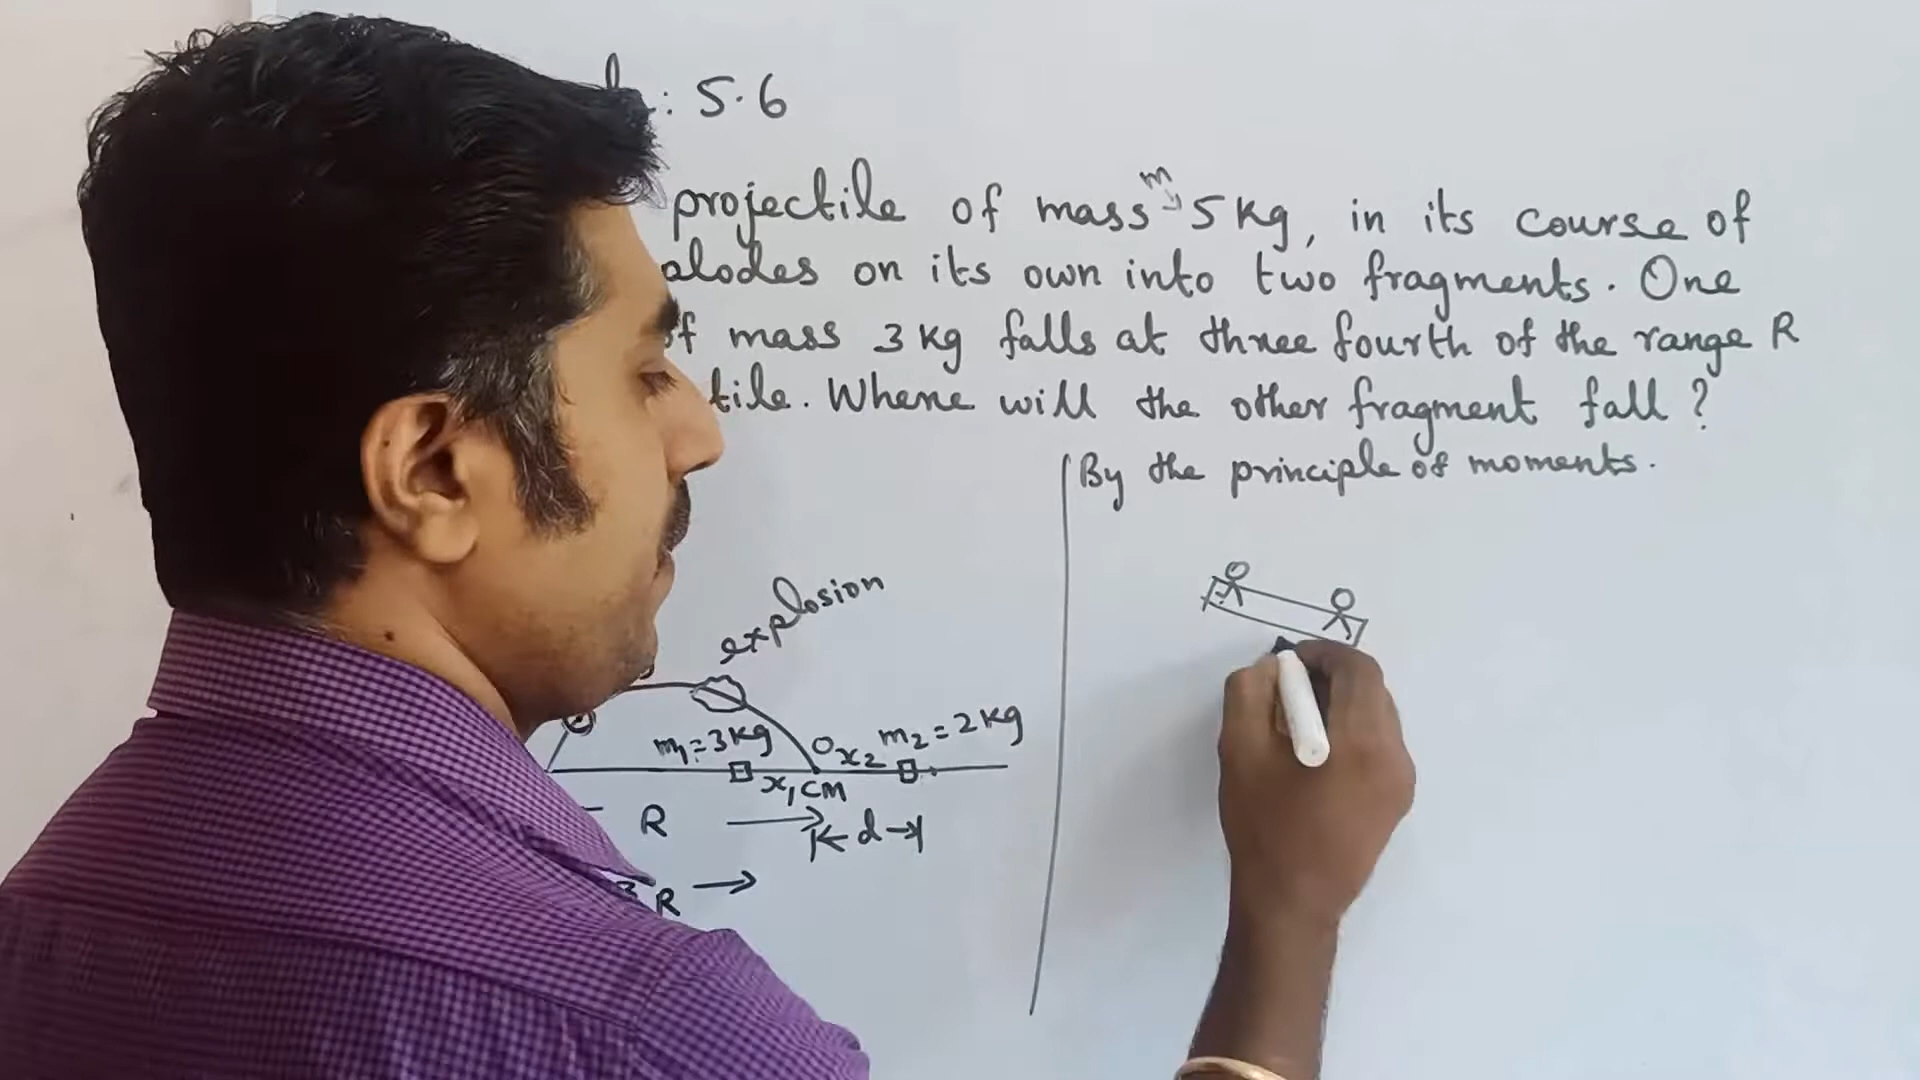 : 5.6
projectile of mass 5 kg, in its course of
on its own into two fragments. One
mass 3 kg falls at three fourth of the range R
Where will the other fragment fall ?
m
By the principle of moments.
explosion
m₁=3kg
x₂ m₂=2kg
x₁ CM
R
d
R